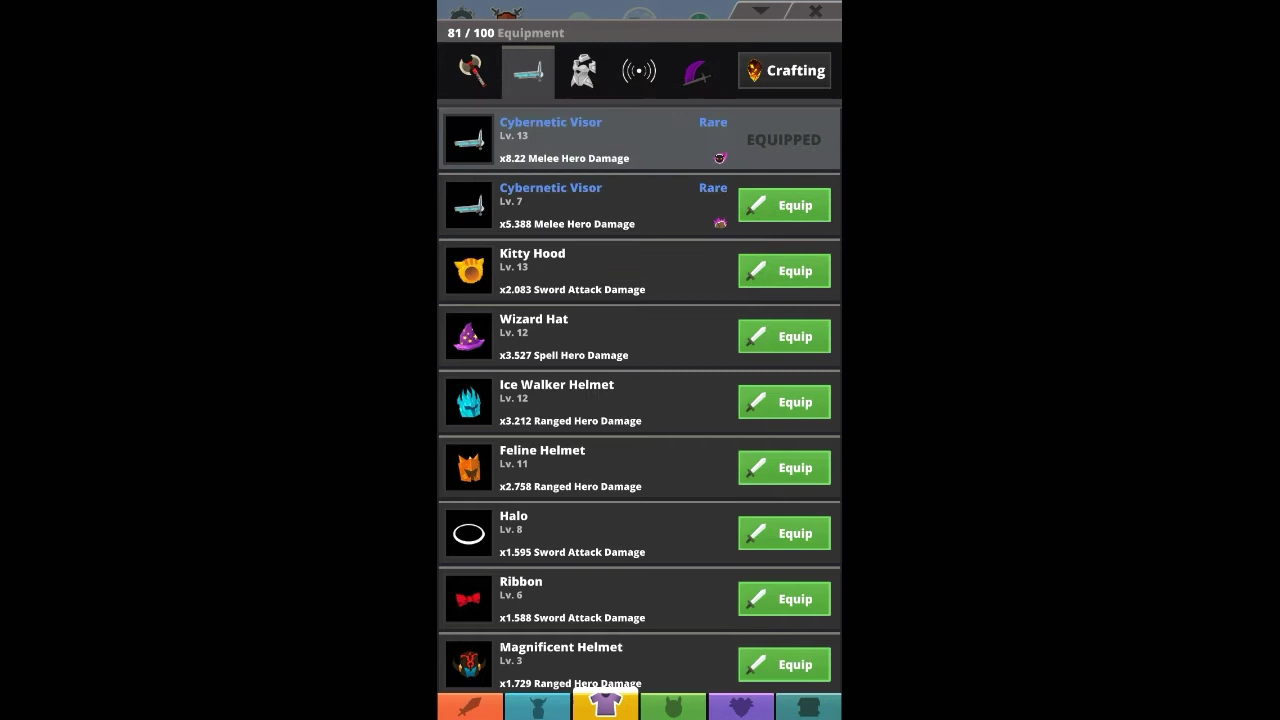 81 / 100 Equipment
Crafting
Cybernetic Visor Rare
Lv. 13
EQUIPPED
x8.22 Melee Hero Damage
Cybernetic Visor Rare
Lv. 7
Equip
x5.388 Melee Hero Damage
Kitty Hood
Lv. 13
Equip
x2.083 Sword Attack Damage
Wizard Hat
Lv. 12
Equip
x3.527 Spell Hero Damage
Ice Walker Helmet
Lv. 12
Equip
x3.212 Ranged Hero Damage
Feline Helmet
Lv. 11
Equip
x2.758 Ranged Hero Damage
Halo
Lv. 8
Equip
x1.595 Sword Attack Damage
Ribbon
Lv. 6
Equip
x1.588 Sword Attack Damage
Magnificent Helmet
Lv. 3
Equip
x1.729 Ranged Hero Damage